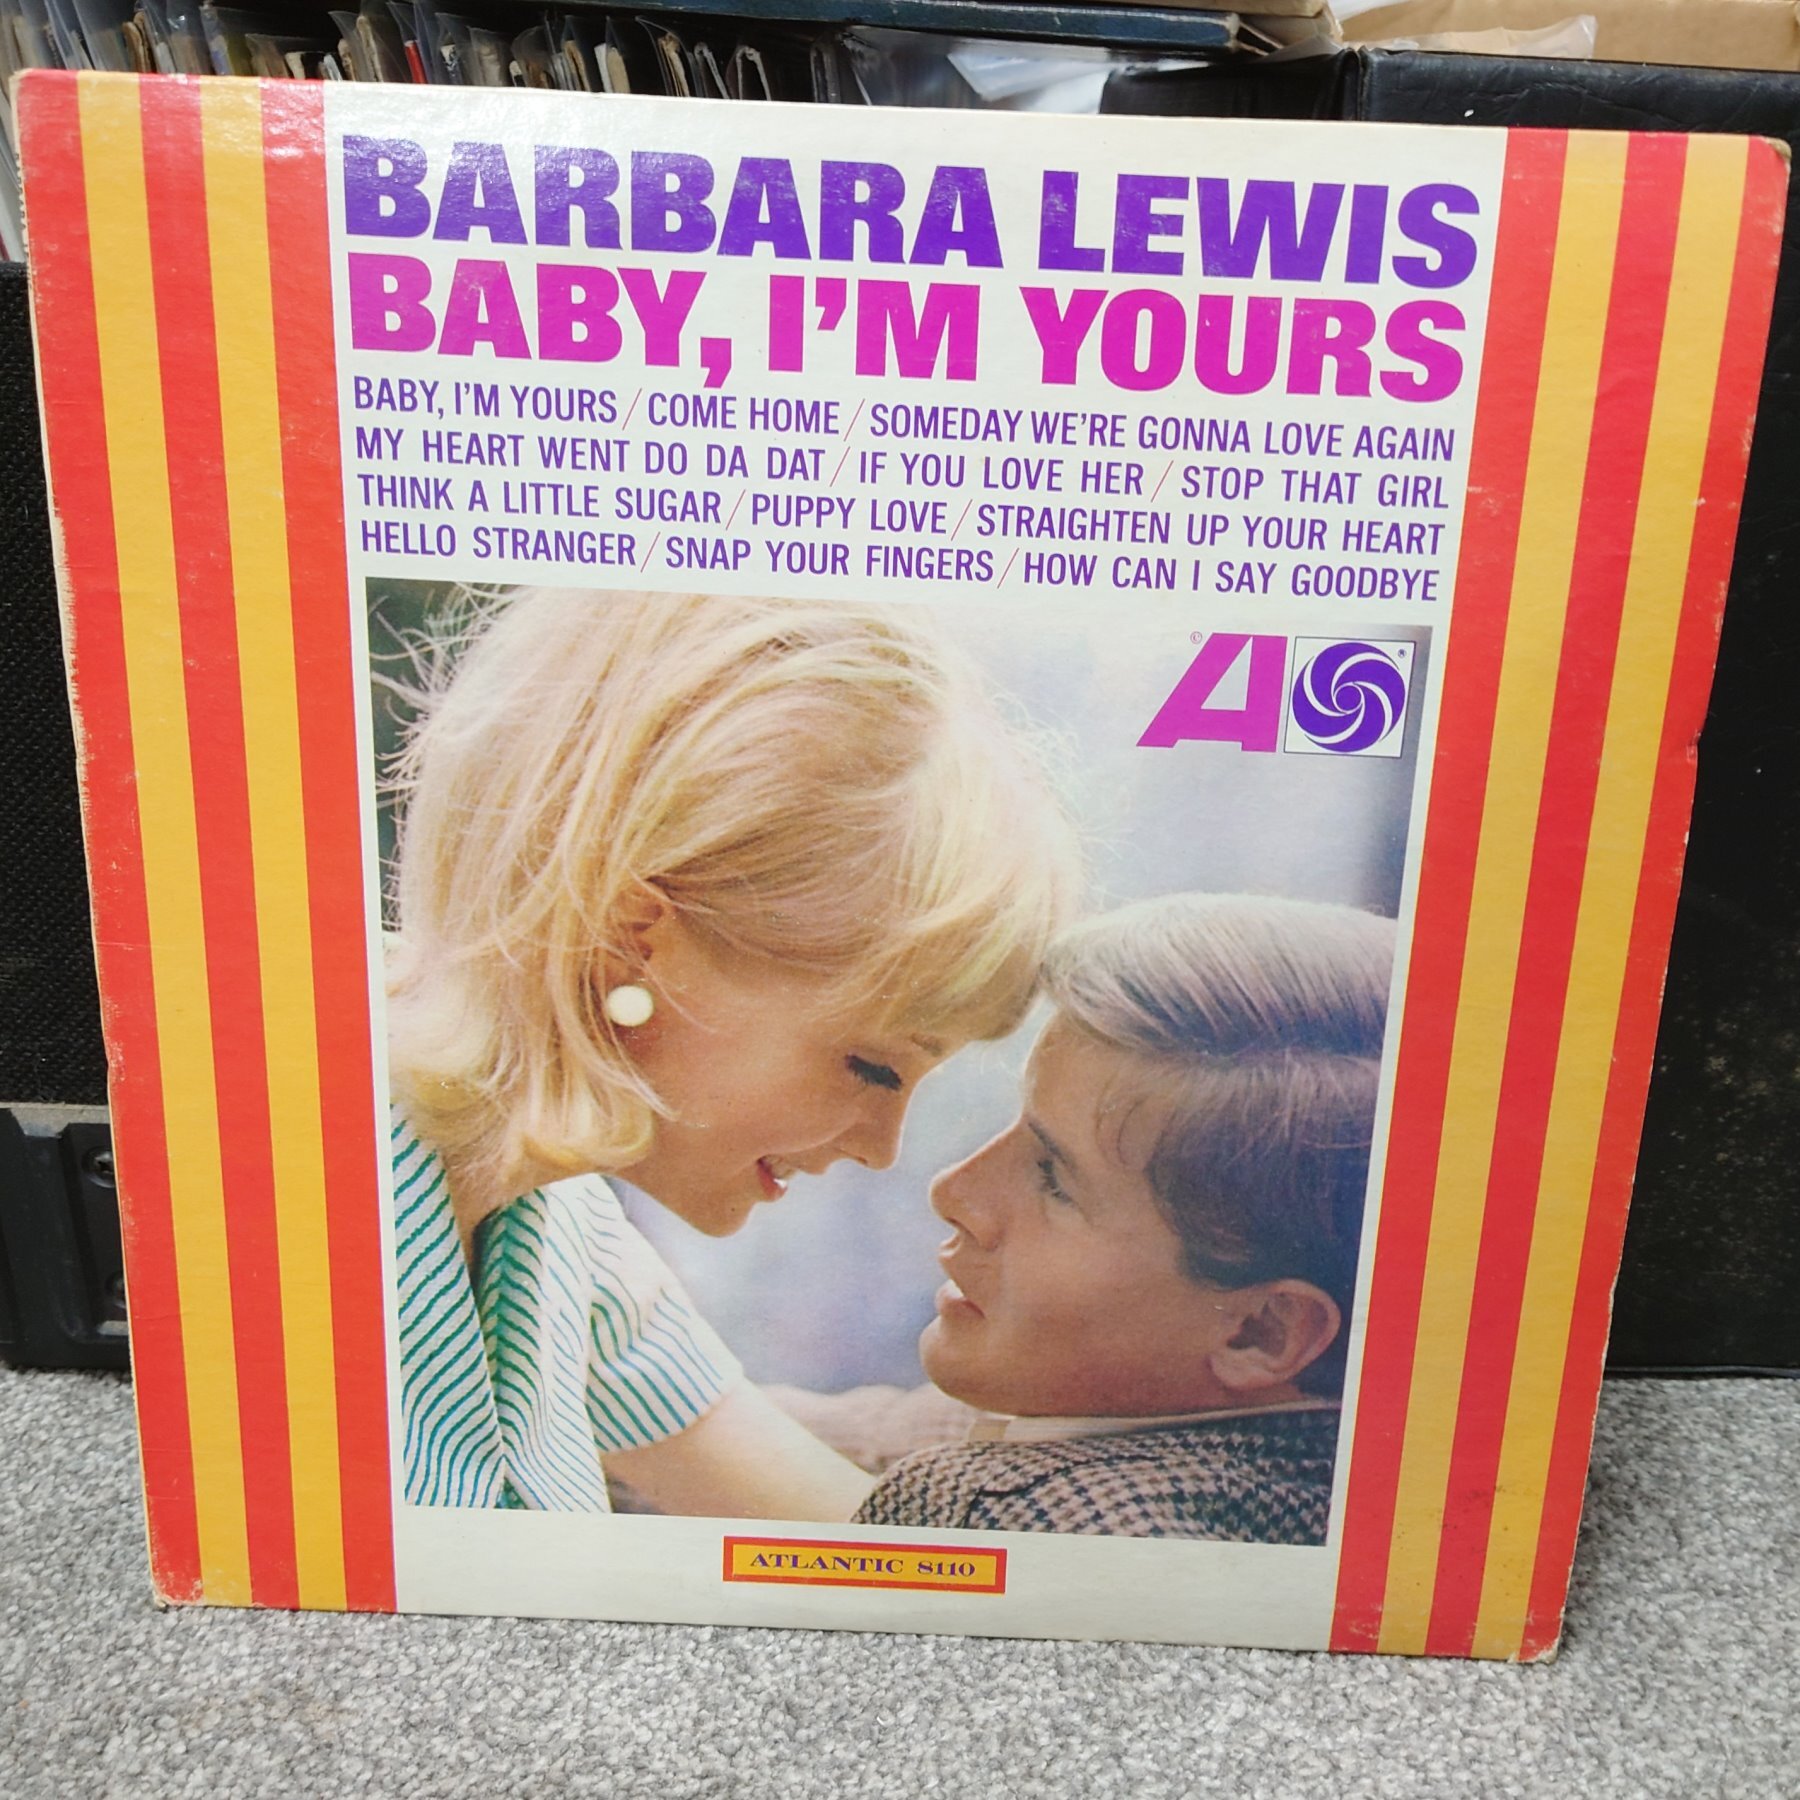 BARBARA LEWIS
BABY, I'M YOURS
BABY, I'M YOURS / COME HOME / SOMEDAY WE'RE GONNA LOVE AGAIN
MY HEART WENT DO DA DAT / IF YOU LOVE HER / STOP THAT GIRL
THINK A LITTLE SUGAR / PUPPY LOVE / STRAIGHTEN UP YOUR HEART
HELLO STRANGER / SNAP YOUR FINGERS / HOW CAN I SAY GOODBYE
© A ®
ATLANTIC 8110